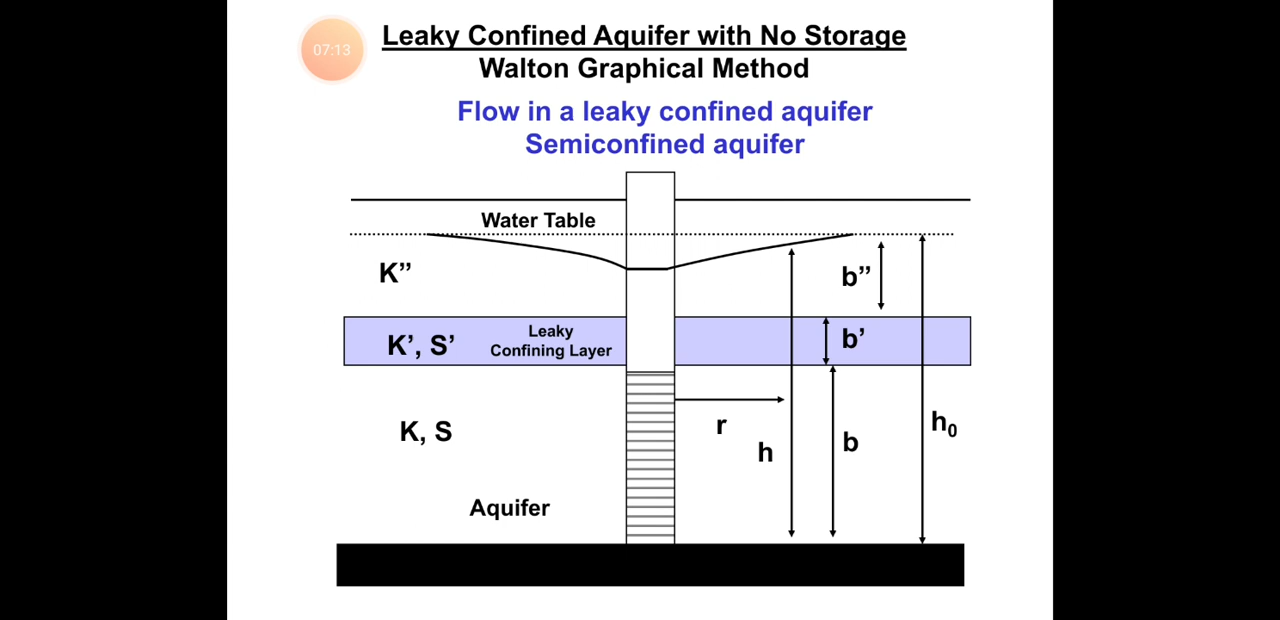 07:13
Leaky Confined Aquifer with No Storage
Walton Graphical Method
Flow in a leaky confined aquifer
Semiconfined aquifer
Water Table
K”
b”
K’, S’
Leaky
Confining Layer
b’
K, S
r
h
b
h₀
Aquifer